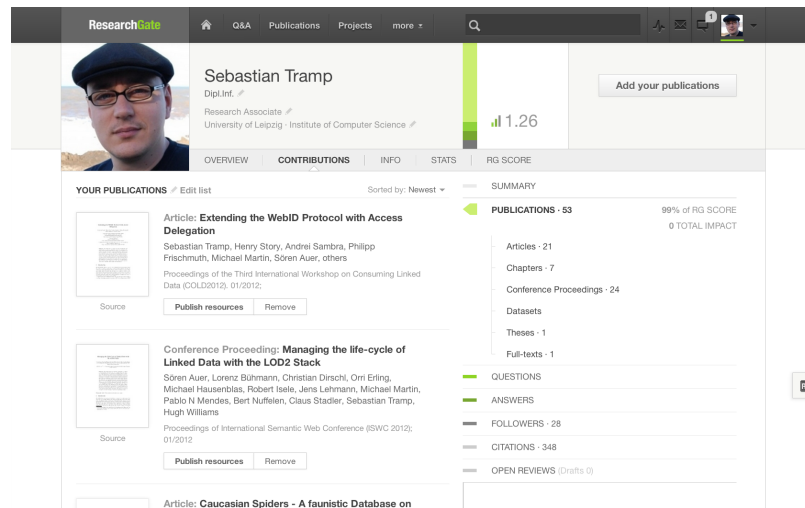 ResearchGate
Q&A Publications Projects more
1
Sebastian Tramp
Dipl.Inf.
Research Associate
University of Leipzig · Institute of Computer Science
1.26
Add your publications
OVERVIEW CONTRIBUTIONS INFO STATS RG SCORE
YOUR PUBLICATIONS Edit list
Sorted by: Newest
Article: Extending the WebID Protocol with Access
Delegation
Sebastian Tramp, Henry Story, Andrei Sambra, Philipp
Frischmuth, Michael Martin, Sören Auer, others
Proceedings of the Third International Workshop on Consuming Linked
Data (COLD2012). 01/2012;
Source
Publish resources Remove
Conference Proceeding: Managing the life-cycle of
Linked Data with the LOD2 Stack
Sören Auer, Lorenz Bühmann, Christian Dirschl, Orri Erling,
Michael Hausenblas, Robert Isele, Jens Lehmann, Michael Martin,
Pablo N Mendes, Bert Nuffelen, Claus Stadler, Sebastian Tramp,
Hugh Williams
Proceedings of International Semantic Web Conference (ISWC 2012);
01/2012
Source
Publish resources Remove
Article: Caucasian Spiders - A faunistic Database on
SUMMARY
PUBLICATIONS · 53 99% of RG SCORE
0 TOTAL IMPACT
Articles · 21
Chapters · 7
Conference Proceedings · 24
Datasets
Theses · 1
Full-texts · 1
QUESTIONS
ANSWERS
FOLLOWERS · 28
CITATIONS · 348
OPEN REVIEWS (Drafts 0)